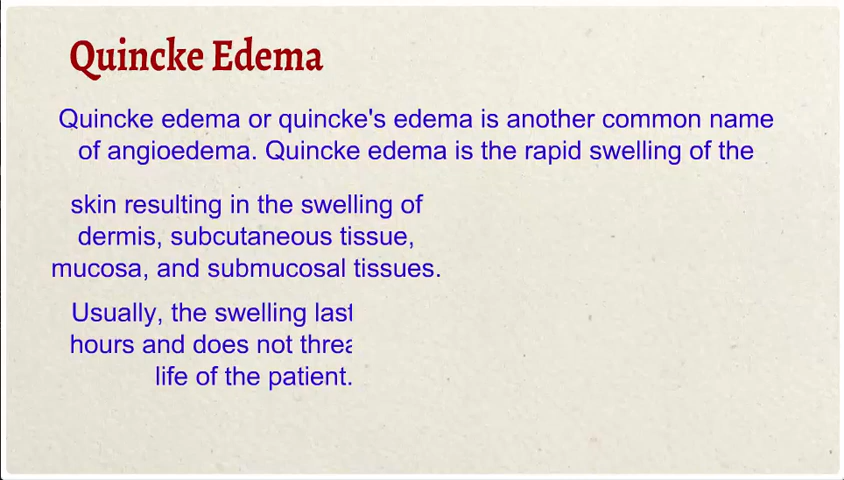 Quincke Edema
Quincke edema or quincke's edema is another common name
of angioedema. Quincke edema is the rapid swelling of the
skin resulting in the swelling of
dermis, subcutaneous tissue,
mucosa, and submucosal tissues.
Usually, the swelling last
hours and does not
life of the patient.